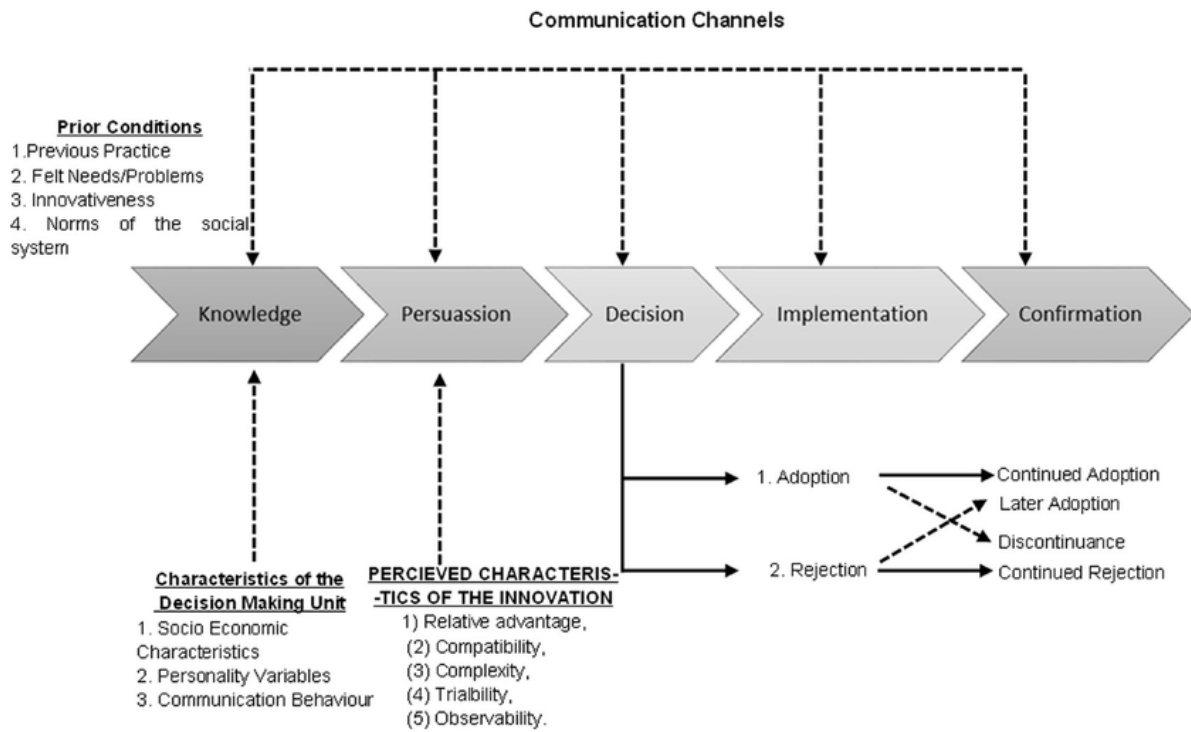 Communication Channels
Prior Conditions
1.Previous Practice
2. Felt Needs/Problems
3. Innovativeness
4. Norms of the social
system
Knowledge
Persuassion
Decision
Implementation
Confirmation
1. Adoption
Continued Adoption
Later Adoption
Discontinuance
2. Rejection
Continued Rejection
Characteristics of the
Decision Making Unit
1. Socio Economic
Characteristics
2. Personality Variables
3. Communication Behaviour
PERCIEVED CHARACTERIS-
-TICS OF THE INNOVATION
1) Relative advantage,
(2) Compatibility,
(3) Complexity,
(4) Trialbility,
(5) Observability.